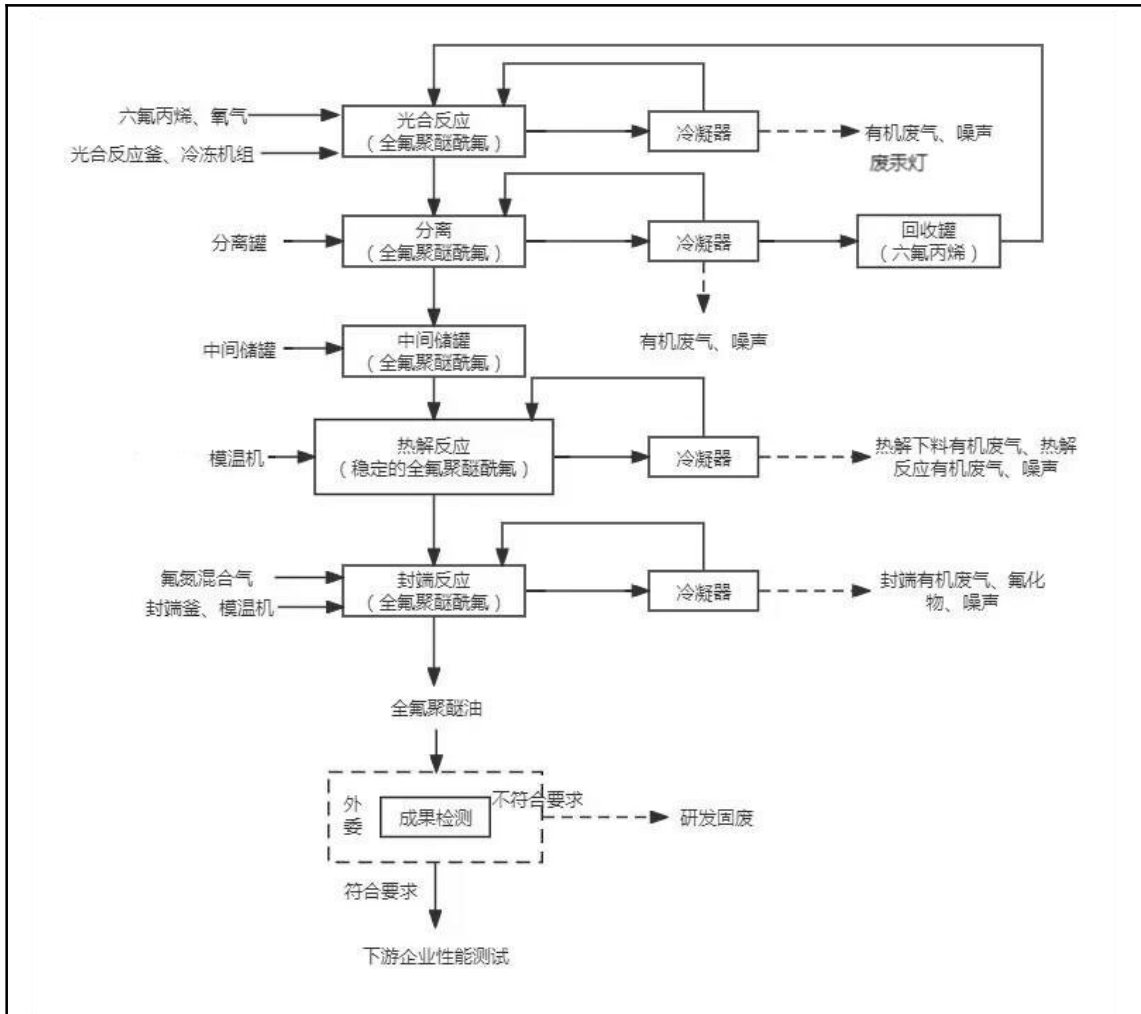 六氟丙烯、氧气
光合反应釜、冷冻机组
光合反应
（全氟聚醚酰氟）
冷凝器
有机废气、噪声
废汞灯
分离罐
分离
（全氟聚醚酰氟）
冷凝器
回收罐
（六氟丙烯）
有机废气、噪声
中间储罐
中间储罐
（全氟聚醚酰氟）
模温机
热解反应
（稳定的全氟聚醚酰氟）
冷凝器
热解下料有机废气、热解
反应有机废气、噪声
氟氮混合气
封端釜、模温机
封端反应
（全氟聚醚酰氟）
冷凝器
封端有机废气、氟化
物、噪声
全氟聚醚油
外
委
成果检测
不符合要求
研发固废
符合要求
下游企业性能测试